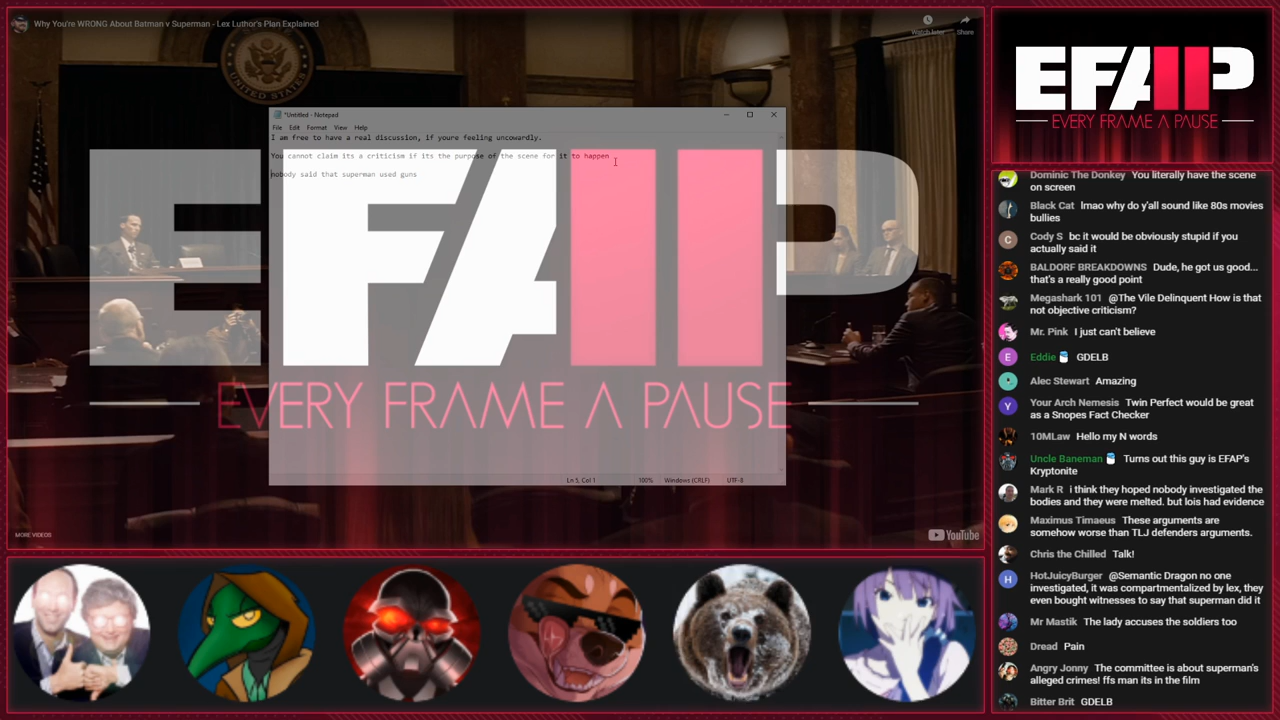 Why You're WRONG About Batman v Superman - Lex Luthor's Plan Explained
Watch later
Share
UNITED STATES
*Untitled - Notepad
File Edit Format View Help
I am free to have a real discussion, if youre feeling uncowardly.
You cannot claim its a criticism if its the purpose of the scene for it to happen
nobody said that superman used guns
EFAP
EVERY FRAME A PAUSE
Ln 5, Col 1 100% Windows (CRLF) UTF-8
MORE VIDEOS
YouTube
EFAP
EVERY FRAME A PAUSE
Dominic The Donkey You literally have the scene
on screen
Black Cat lmao why do y'all sound like 80s movies
bullies
C
Cody S bc it would be obviously stupid if you
actually said it
BALDORF BREAKDOWNS Dude, he got us good...
that's a really good point
Megashark 101 @The Vile Delinquent How is that
not objective criticism?
Mr. Pink I just can't believe
E
Eddie GDELB
Alec Stewart Amazing
Y
Your Arch Nemesis Twin Perfect would be great
as a Snopes Fact Checker
10MLaw Hello my N words
Uncle Baneman Turns out this guy is EFAP's
Kryptonite
Mark R i think they hoped nobody investigated the
bodies and they were melted. but lois had evidence
Maximus Timaeus These arguments are
somehow worse than TLJ defenders arguments.
Chris the Chilled Talk!
H
HotJuicyBurger @Semantic Dragon no one
investigated, it was compartmentalized by lex, they
even bought witnesses to say that superman did it
Mr Mastik The lady accuses the soldiers too
Dread Pain
Angry Jonny The committee is about superman's
alleged crimes! ffs man its in the film
Bitter Brit GDELB